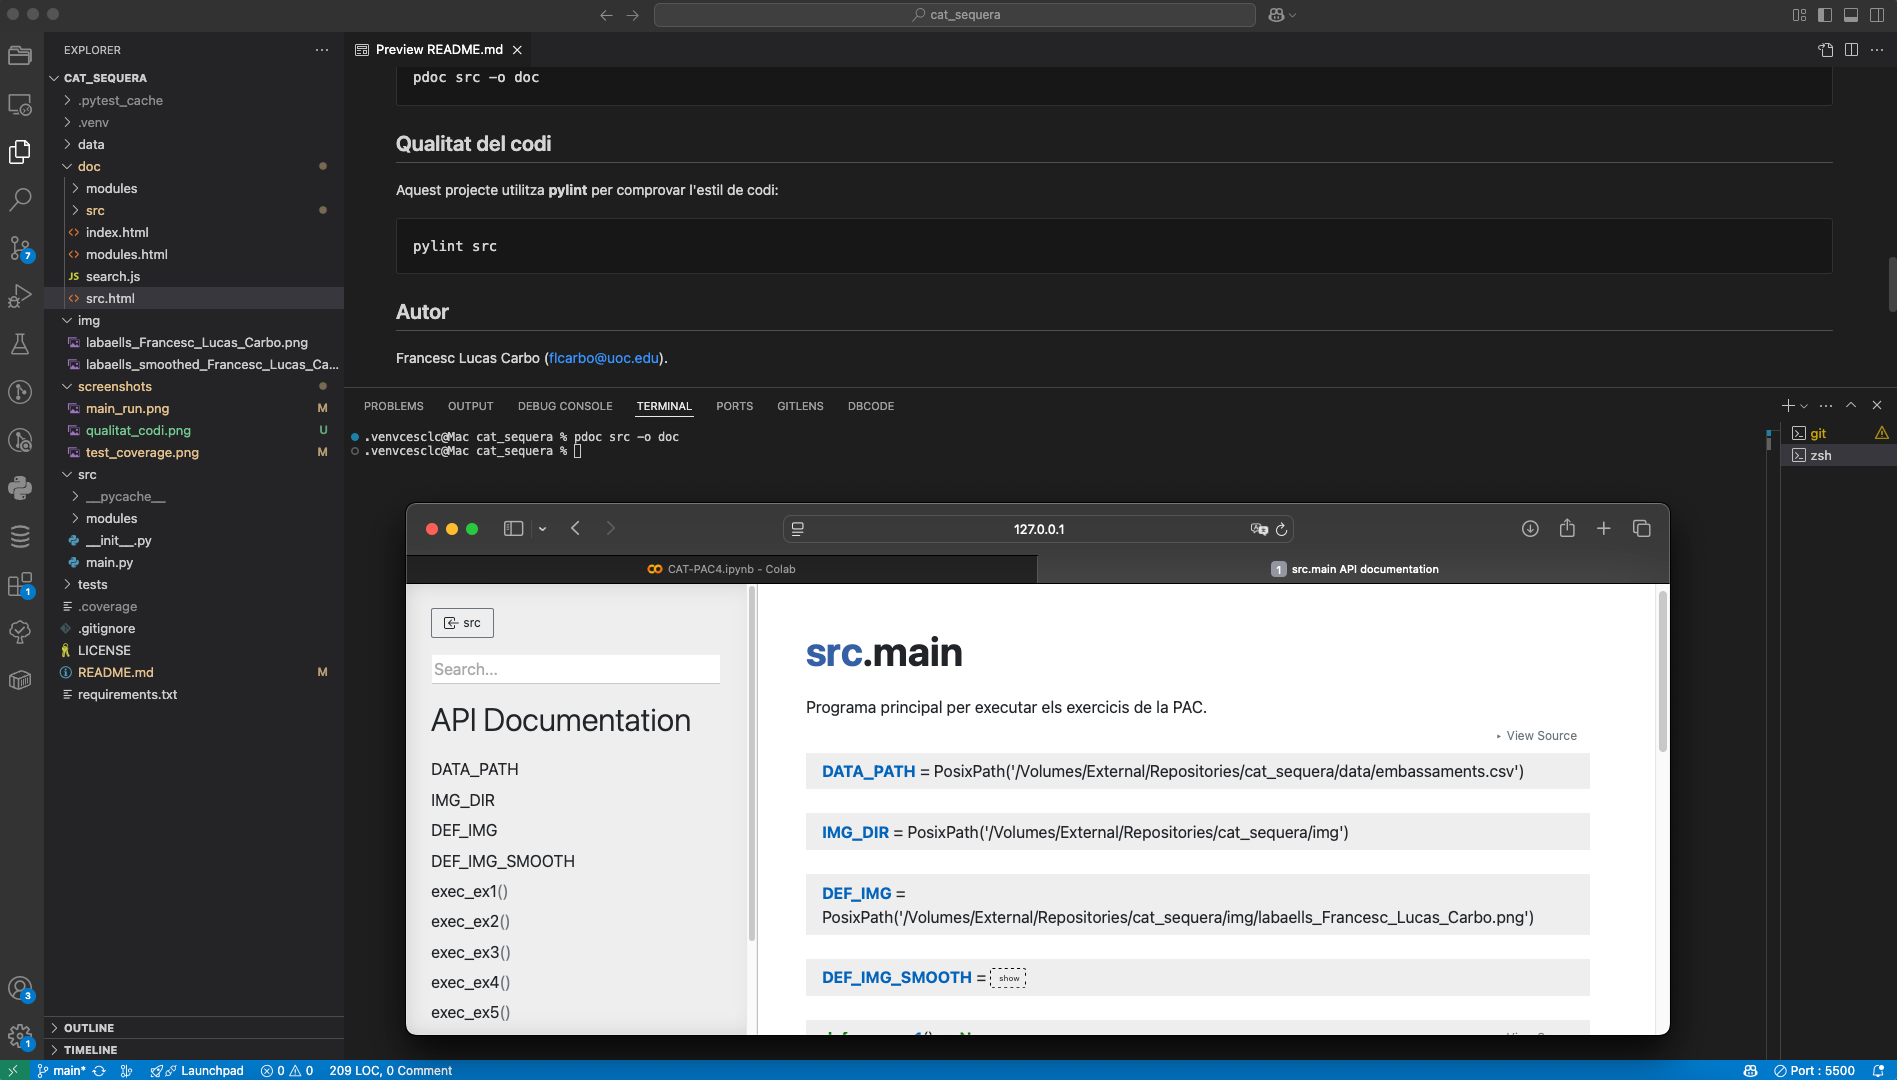 cat_sequera
EXPLORER
Preview README.md
CAT_SEQUERA
.pytest_cache
.venv
data
doc
modules
src
index.html
modules.html
JS search.js
src.html
img
labaells_Francesc_Lucas_Carbo.png
labaells_smoothed_Francesc_Lucas_Ca...
screenshots
main_run.png M
qualitat_codi.png U
test_coverage.png M
src
__pycache__
modules
__init__.py
main.py
tests
.coverage
.gitignore
LICENSE
README.md M
requirements.txt
OUTLINE
TIMELINE
7
1
3
1
pdoc src -o doc
Qualitat del codi
Aquest projecte utilitza pylint per comprovar l'estil de codi:
pylint src
Autor
Francesc Lucas Carbo (flcarbo@uoc.edu).
PROBLEMS OUTPUT DEBUG CONSOLE TERMINAL PORTS GITLENS DBCODE
.venvcesclc@Mac cat_sequera % pdoc src -o doc
.venvcesclc@Mac cat_sequera %
git
zsh
127.0.0.1
CAT-PAC4.ipynb - Colab
1 src.main API documentation
src
Search...
API Documentation
DATA_PATH
IMG_DIR
DEF_IMG
DEF_IMG_SMOOTH
exec_ex1()
exec_ex2()
exec_ex3()
exec_ex4()
exec_ex5()
src.main
Programa principal per executar els exercicis de la PAC.
View Source
DATA_PATH = PosixPath('/Volumes/External/Repositories/cat_sequera/data/embassaments.csv')
IMG_DIR = PosixPath('/Volumes/External/Repositories/cat_sequera/img')
DEF_IMG =
PosixPath('/Volumes/External/Repositories/cat_sequera/img/labaells_Francesc_Lucas_Carbo.png')
DEF_IMG_SMOOTH = show
main* Launchpad 0 0 209 LOC, 0 Comment
Port : 5500